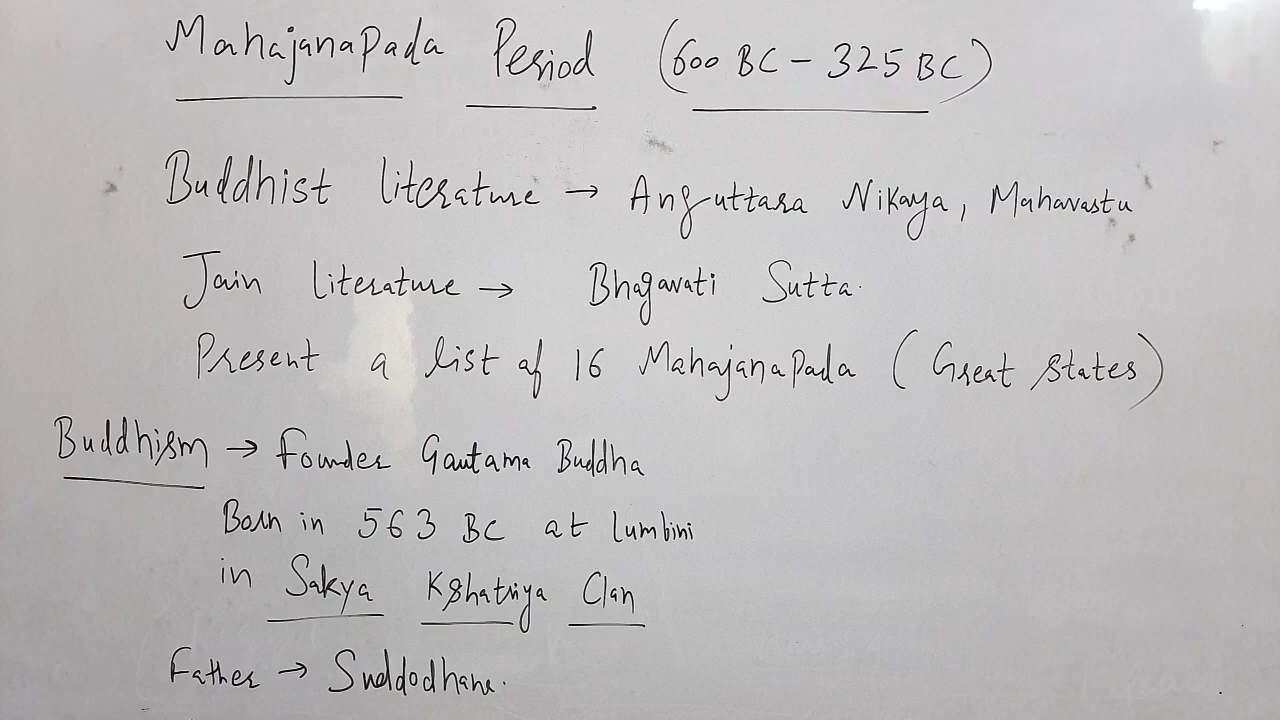 Mahajanapada Period (600 BC - 325 BC)
Buddhist literature → Anguttara Nikaya, Mahavastu
Jain literature → Bhagavati Sutta.
Present a list of 16 Mahajanapada (Great states)
Buddhism → Founder Gautama Buddha
Born in 563 BC at Lumbini
in Sakya Kshatriya Clan
Father → Suddodhana.